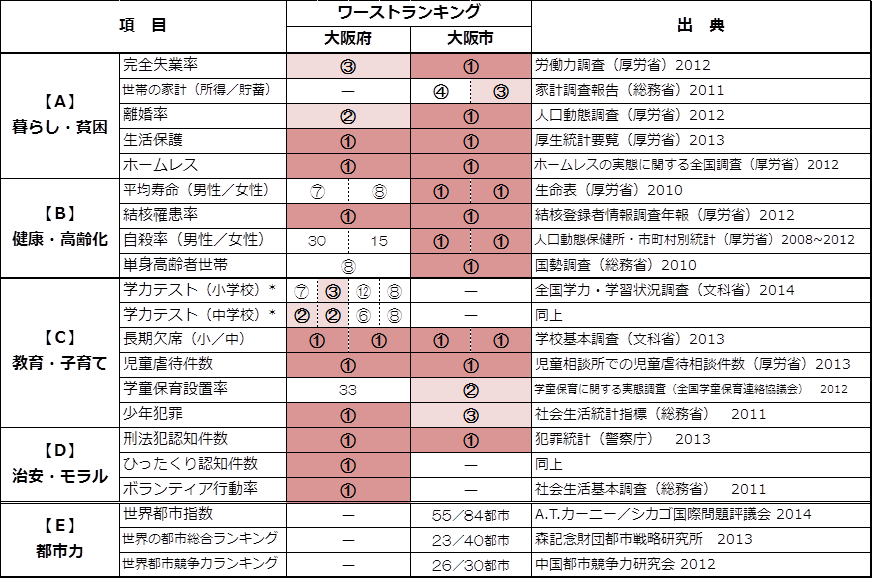 項　目　ワーストランキング　出　典
大阪府　大阪市
【A】
暮らし・貧困
完全失業率　③　①　労働力調査（厚労省）2012
世帯の家計（所得／貯蓄）　－　④　③　家計調査報告（総務省）2011
離婚率　②　①　人口動態調査（厚労省）2012
生活保護　①　①　厚生統計要覧（厚労省）2013
ホームレス　①　①　ホームレスの実態に関する全国調査（厚労省）2012
【B】
健康・高齢化
平均寿命（男性／女性）　⑦　⑧　①　①　生命表（厚労省）2010
結核罹患率　①　①　結核登録者情報調査年報（厚労省）2012
自殺率（男性／女性）　30　15　①　①　人口動態保健所・市町村別統計（厚労省）2008~2012
単身高齢者世帯　⑧　①　国勢調査（総務省）2010
【C】
教育・子育て
学力テスト（小学校）*　⑦　③　⑫　⑧　－　全国学力・学習状況調査（文科省）2014
学力テスト（中学校）*　②　②　⑥　⑧　－　同上
長期欠席（小／中）　①　①　①　①　学校基本調査（文科省）2013
児童虐待件数　①　①　児童相談所での児童虐待相談件数（厚労省）2013
学童保育設置率　33　②　学童保育に関する実態調査（全国学童保育連絡協議会）　2012
少年犯罪　①　③　社会生活統計指標（総務省）　2011
【D】
治安・モラル
刑法犯認知件数　①　①　犯罪統計（警察庁）　2013
ひったくり認知件数　①　－　同上
ボランティア行動率　①　－　社会生活基本調査（総務省）　2011
【E】
都市力
世界都市指数　－　55／84都市　A.T.カーニー／シカゴ国際問題評議会 2014
世界の都市総合ランキング　－　23／40都市　森記念財団都市戦略研究所　2013
世界都市競争力ランキング　－　26／30都市　中国都市競争力研究会 2012